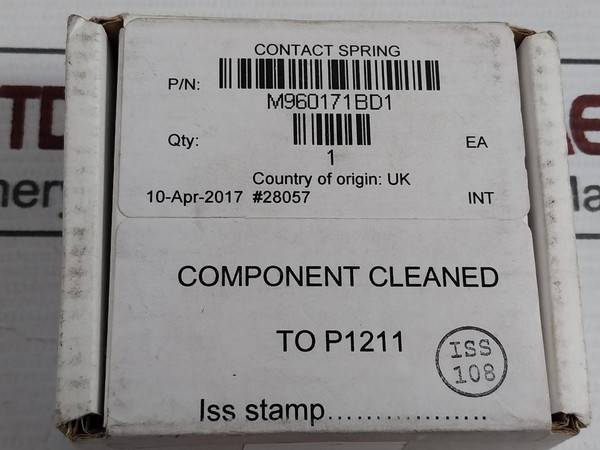 CONTACT SPRING
P/N:
M960171BD1
Qty:
1
EA
Country of origin: UK
10-Apr-2017 #28057 INT
COMPONENT CLEANED
TO P1211
ISS
108
Iss stamp................